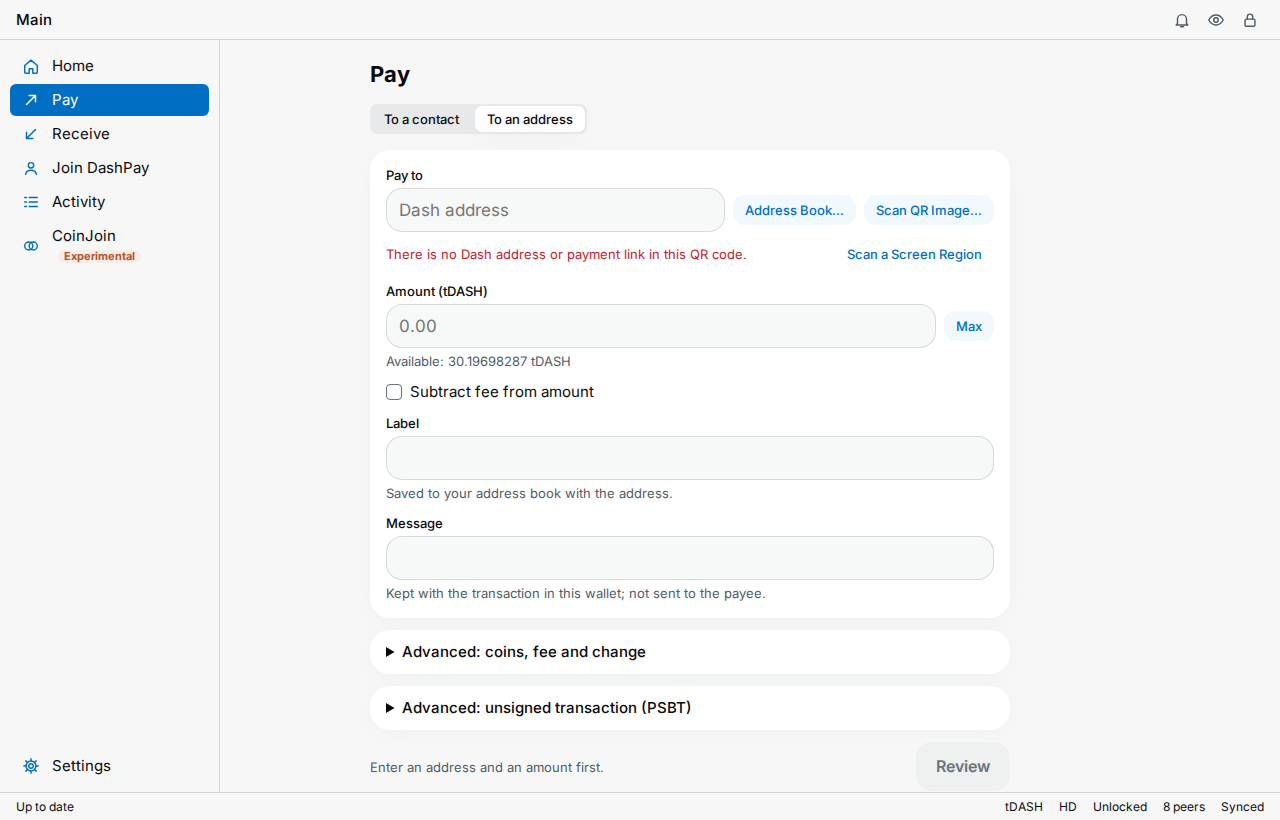 Main
Home
Pay
Receive
Join DashPay
Activity
CoinJoin
Experimental
Settings
Pay
To a contact
To an address
Pay to
Dash address
Address Book...
Scan QR Image...
There is no Dash address or payment link in this QR code.
Scan a Screen Region
Amount (tDASH)
0.00
Max
Available: 30.19698287 tDASH
Subtract fee from amount
Label
Saved to your address book with the address.
Message
Kept with the transaction in this wallet; not sent to the payee.
Advanced: coins, fee and change
Advanced: unsigned transaction (PSBT)
Enter an address and an amount first.
Review
Up to date
tDASH
HD
Unlocked
8 peers
Synced